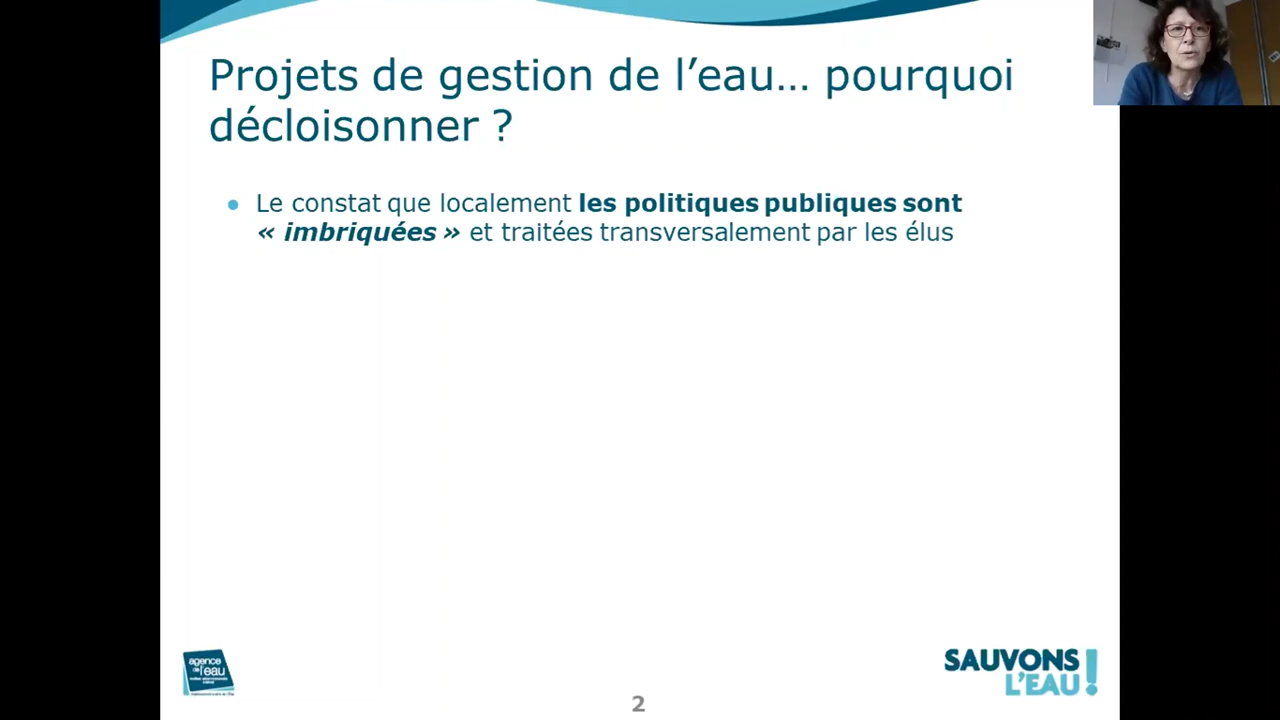 Projets de gestion de l’eau… pourquoi
décloisonner ?
● Le constat que localement les politiques publiques sont
« imbriquées » et traitées transversalement par les élus
agence
de l'eau
SAUVONS
L'EAU !
2